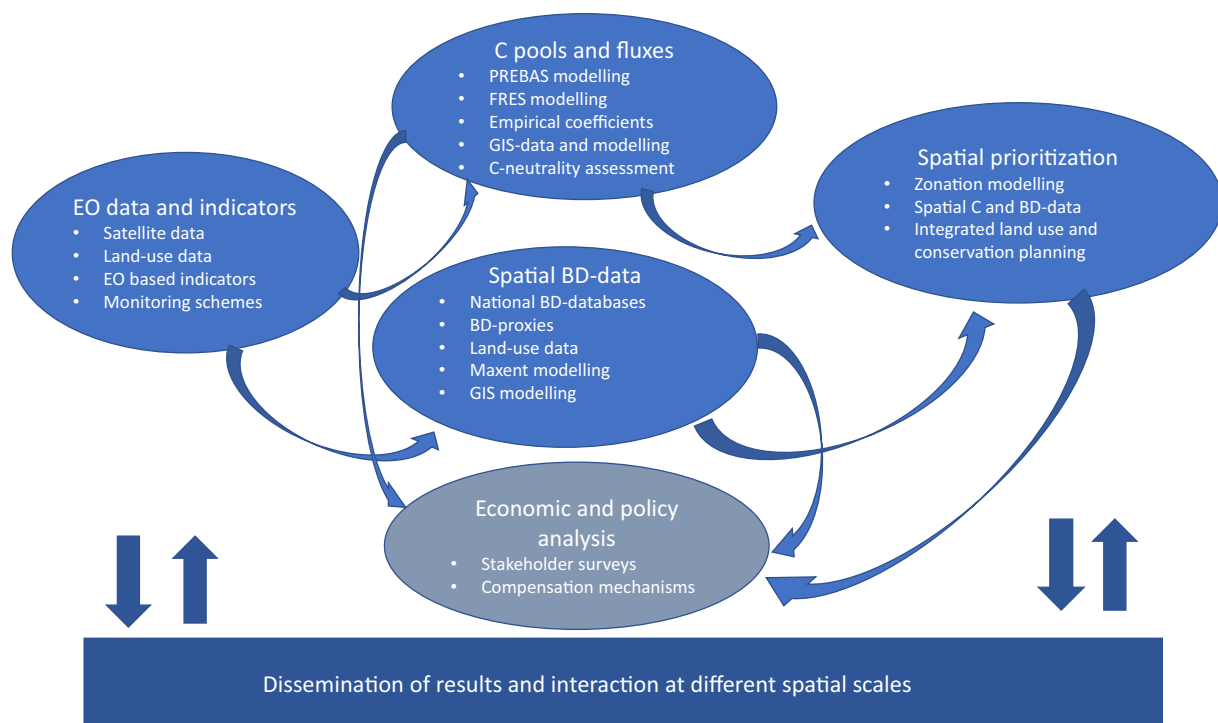 C pools and fluxes
• PREBAS modelling
• FRES modelling
• Empirical coefficients
• GIS-data and modelling
• C-neutrality assessment
EO data and indicators
• Satellite data
• Land-use data
• EO based indicators
• Monitoring schemes
Spatial prioritization
• Zonation modelling
• Spatial C and BD-data
• Integrated land use and
conservation planning
Spatial BD-data
• National BD-databases
• BD-proxies
• Land-use data
• Maxent modelling
• GIS modelling
Economic and policy
analysis
• Stakeholder surveys
• Compensation mechanisms
Dissemination of results and interaction at different spatial scales